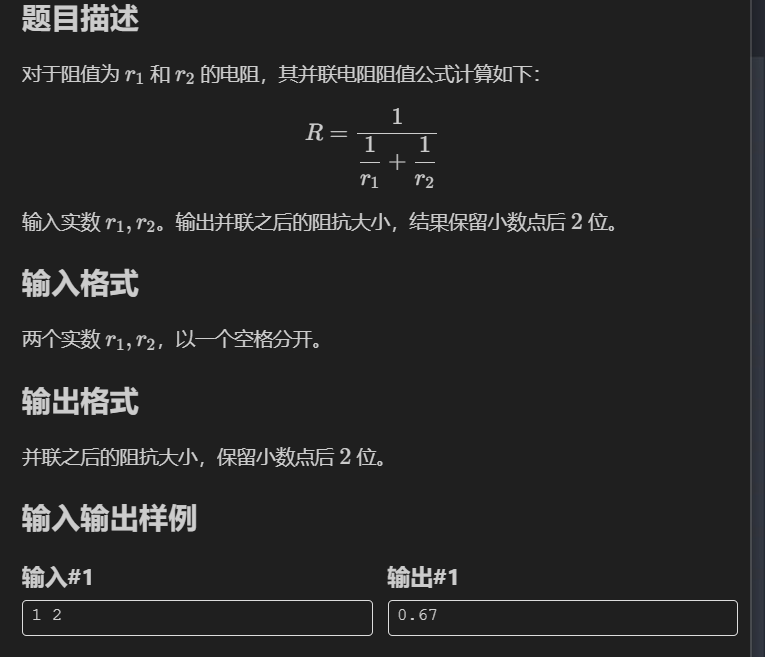 题目描述
对于阻值为 r₁ 和 r₂ 的电阻，其并联电阻阻值公式计算如下：
R = 1 / (1/r₁ + 1/r₂)
输入实数 r₁, r₂。输出并联之后的阻抗大小，结果保留小数点后 2 位。
输入格式
两个实数 r₁, r₂，以一个空格分开。
输出格式
并联之后的阻抗大小，保留小数点后 2 位。
输入输出样例
输入#1 输出#1
1 2 0.67